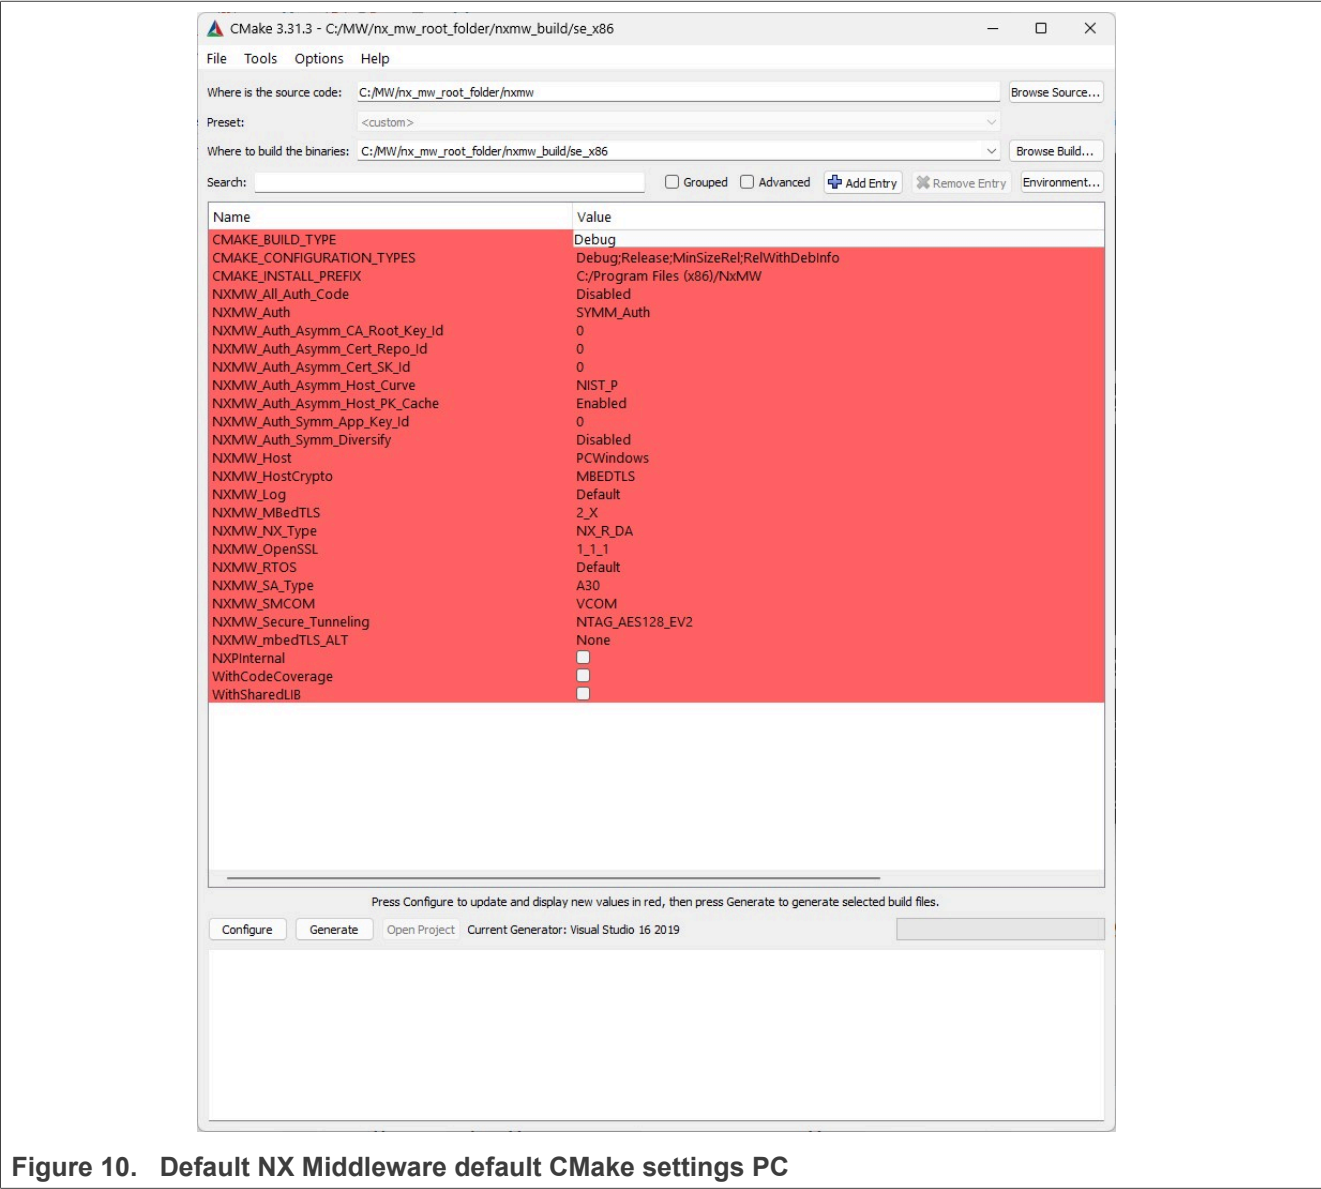 CMake 3.31.3 - C:/MW/nx_mw_root_folder/nxmw_build/se_x86
File Tools Options Help
Where is the source code: C:/MW/nx_mw_root_folder/nxmw Browse Source...
Preset: <custom>
Where to build the binaries: C:/MW/nx_mw_root_folder/nxmw_build/se_x86 Browse Build...
Search: Grouped Advanced Add Entry Remove Entry Environment...
Name Value
CMAKE_BUILD_TYPE Debug
CMAKE_CONFIGURATION_TYPES Debug;Release;MinSizeRel;RelWithDebInfo
CMAKE_INSTALL_PREFIX C:/Program Files (x86)/NxMW
NXMW_All_Auth_Code Disabled
NXMW_Auth SYMM_Auth
NXMW_Auth_Asymm_CA_Root_Key_Id 0
NXMW_Auth_Asymm_Cert_Repo_Id 0
NXMW_Auth_Asymm_Cert_SK_Id 0
NXMW_Auth_Asymm_Host_Curve NIST_P
NXMW_Auth_Asymm_Host_PK_Cache Enabled
NXMW_Auth_Symm_App_Key_Id 0
NXMW_Auth_Symm_Diversify Disabled
NXMW_Host PCWindows
NXMW_HostCrypto MBEDTLS
NXMW_Log Default
NXMW_MBedTLS 2_X
NXMW_NX_Type NX_R_DA
NXMW_OpenSSL 1_1_1
NXMW_RTOS Default
NXMW_SA_Type A30
NXMW_SMCOM VCOM
NXMW_Secure_Tunneling NTAG_AES128_EV2
NXMW_mbedTLS_ALT None
NXPInternal
WithCodeCoverage
WithSharedLIB
Press Configure to update and display new values in red, then press Generate to generate selected build files.
Configure Generate Open Project Current Generator: Visual Studio 16 2019
Figure 10. Default NX Middleware default CMake settings PC